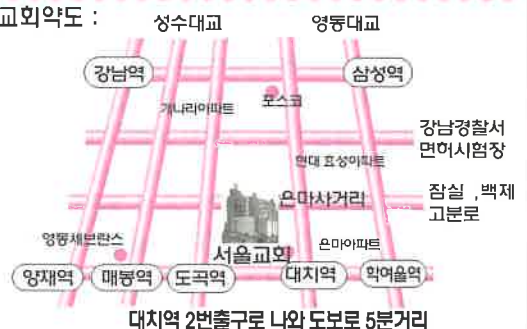 교회약도 :
성수대교 영동대교
강남역 삼성역
개나리아파트 포스코
강남경찰서
면허시험장
현대 효성아파트
은마사거리
잠실 ,백제
고분로
영동세브란스
서울교회
은마아파트
양재역 매봉역 도곡역 대치역 학여울역
대치역 2번출구로 나와 도보로 5분거리